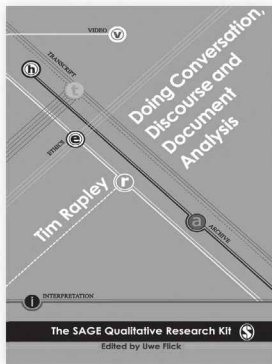 VIDEO
v
TRANSCRIPT
h
t
Doing Conversation,
Discourse and
Document
Analysis
ETHICS
e
Tim Rapley
r
a
ARCHIVE
i
INTERPRETATION
The SAGE Qualitative Research Kit
S
Edited by Uwe Flick